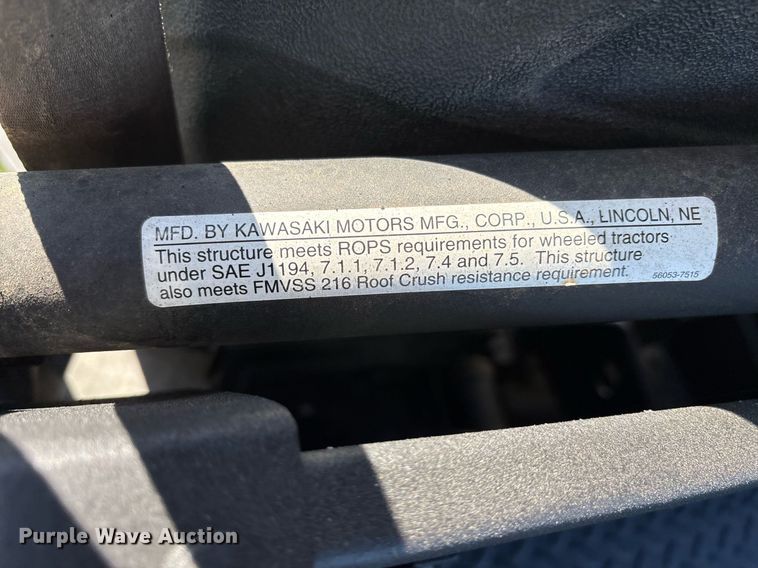 MFD. BY KAWASAKI MOTORS MFG., CORP., U.S.A., LINCOLN, NE
This structure meets ROPS requirements for wheeled tractors
under SAE J1194, 7.1.1, 7.1.2, 7.4 and 7.5. This structure
also meets FMVSS 216 Roof Crush resistance requirement.
56053-7515
Purple Wave Auction